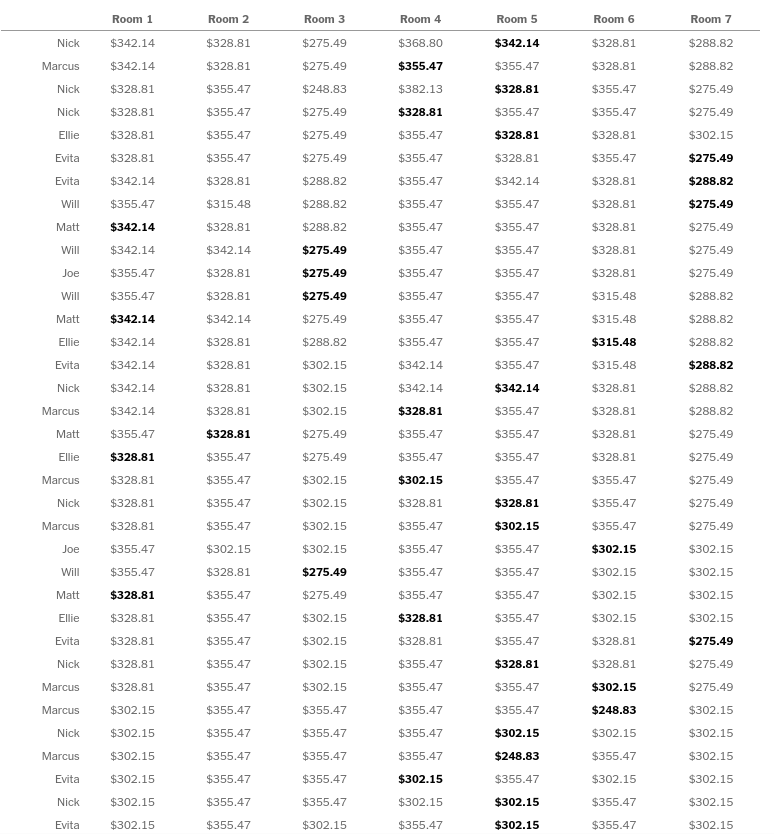 Room 1 Room 2 Room 3 Room 4 Room 5 Room 6 Room 7
Nick $342.14 $328.81 $275.49 $368.80 $342.14 $328.81 $288.82
Marcus $342.14 $328.81 $275.49 $355.47 $355.47 $328.81 $288.82
Nick $328.81 $355.47 $248.83 $382.13 $328.81 $355.47 $275.49
Nick $328.81 $355.47 $275.49 $328.81 $355.47 $355.47 $275.49
Ellie $328.81 $355.47 $275.49 $355.47 $328.81 $328.81 $302.15
Evita $328.81 $355.47 $275.49 $355.47 $328.81 $355.47 $275.49
Evita $342.14 $328.81 $288.82 $355.47 $342.14 $328.81 $288.82
Will $355.47 $315.48 $288.82 $355.47 $355.47 $328.81 $275.49
Matt $342.14 $328.81 $288.82 $355.47 $355.47 $328.81 $275.49
Will $342.14 $342.14 $275.49 $355.47 $355.47 $328.81 $275.49
Joe $355.47 $328.81 $275.49 $355.47 $355.47 $328.81 $275.49
Will $355.47 $328.81 $275.49 $355.47 $355.47 $315.48 $288.82
Matt $342.14 $342.14 $275.49 $355.47 $355.47 $315.48 $288.82
Ellie $342.14 $328.81 $288.82 $355.47 $355.47 $315.48 $288.82
Evita $342.14 $328.81 $302.15 $342.14 $355.47 $315.48 $288.82
Nick $342.14 $328.81 $302.15 $342.14 $342.14 $328.81 $288.82
Marcus $342.14 $328.81 $302.15 $328.81 $355.47 $328.81 $288.82
Matt $355.47 $328.81 $275.49 $355.47 $355.47 $328.81 $275.49
Ellie $328.81 $355.47 $275.49 $355.47 $355.47 $328.81 $275.49
Marcus $328.81 $355.47 $302.15 $302.15 $355.47 $355.47 $275.49
Nick $328.81 $355.47 $302.15 $328.81 $328.81 $355.47 $275.49
Marcus $328.81 $355.47 $302.15 $355.47 $302.15 $355.47 $275.49
Joe $355.47 $302.15 $302.15 $355.47 $355.47 $302.15 $302.15
Will $355.47 $328.81 $275.49 $355.47 $355.47 $302.15 $302.15
Matt $328.81 $355.47 $275.49 $355.47 $355.47 $302.15 $302.15
Ellie $328.81 $355.47 $302.15 $328.81 $355.47 $302.15 $302.15
Evita $328.81 $355.47 $302.15 $328.81 $355.47 $328.81 $275.49
Nick $328.81 $355.47 $302.15 $355.47 $328.81 $328.81 $275.49
Marcus $328.81 $355.47 $302.15 $355.47 $355.47 $302.15 $275.49
Marcus $302.15 $355.47 $355.47 $355.47 $355.47 $248.83 $302.15
Nick $302.15 $355.47 $355.47 $355.47 $302.15 $302.15 $302.15
Marcus $302.15 $355.47 $355.47 $355.47 $248.83 $355.47 $302.15
Evita $302.15 $355.47 $355.47 $302.15 $355.47 $302.15 $302.15
Nick $302.15 $355.47 $355.47 $302.15 $302.15 $355.47 $302.15
Evita $302.15 $355.47 $302.15 $355.47 $302.15 $355.47 $302.15